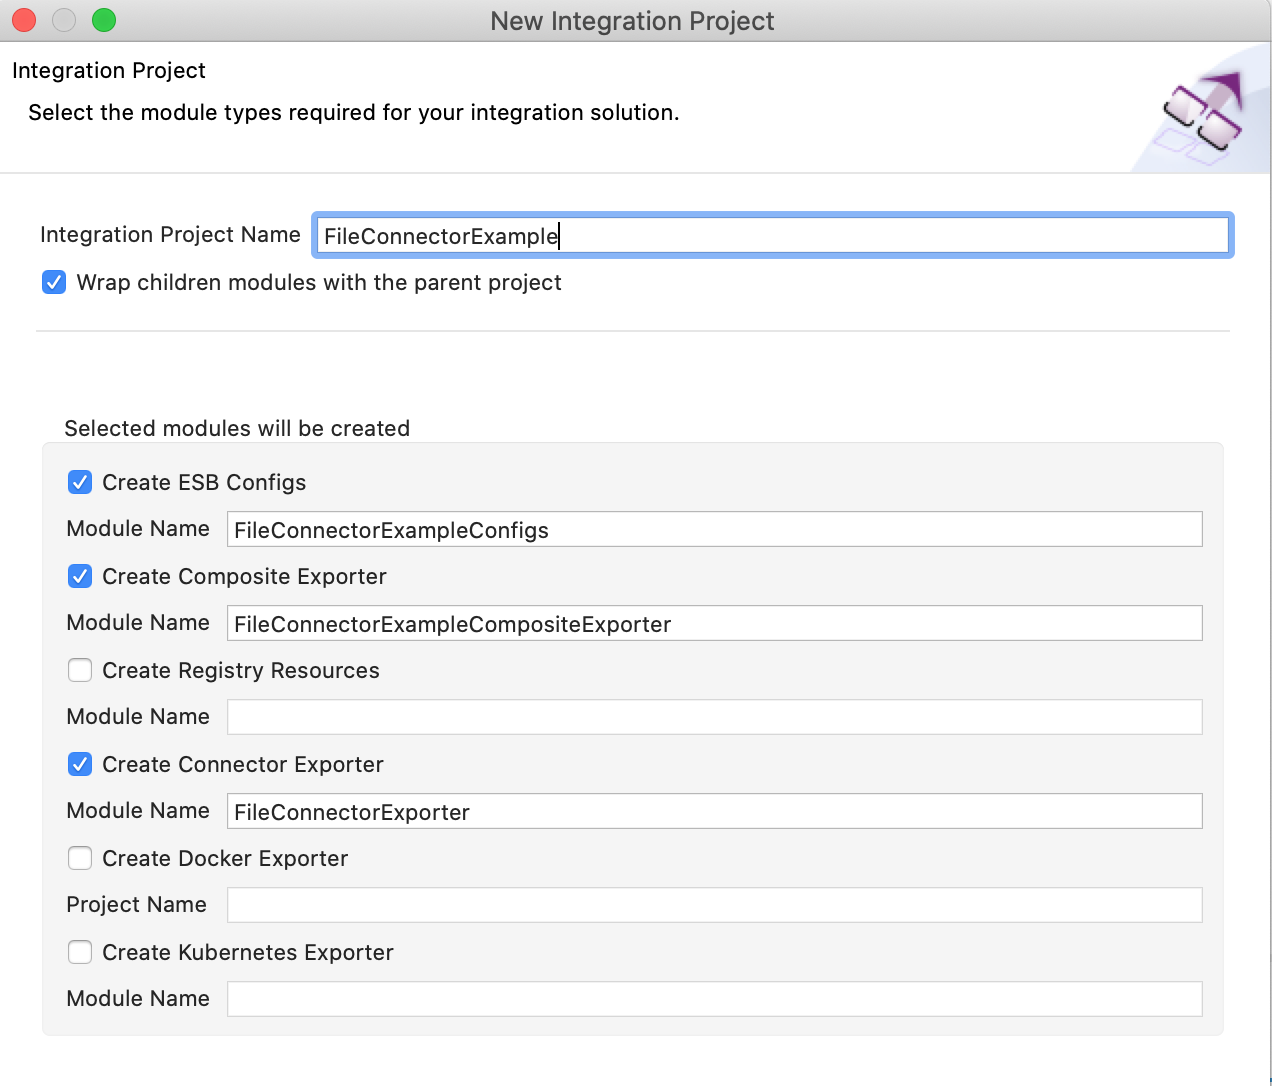 New Integration Project
Integration Project
Select the module types required for your integration solution.
Integration Project Name FileConnectorExample
Wrap children modules with the parent project
Selected modules will be created
Create ESB Configs
Module Name FileConnectorExampleConfigs
Create Composite Exporter
Module Name FileConnectorExampleCompositeExporter
Create Registry Resources
Module Name
Create Connector Exporter
Module Name FileConnectorExporter
Create Docker Exporter
Project Name
Create Kubernetes Exporter
Module Name